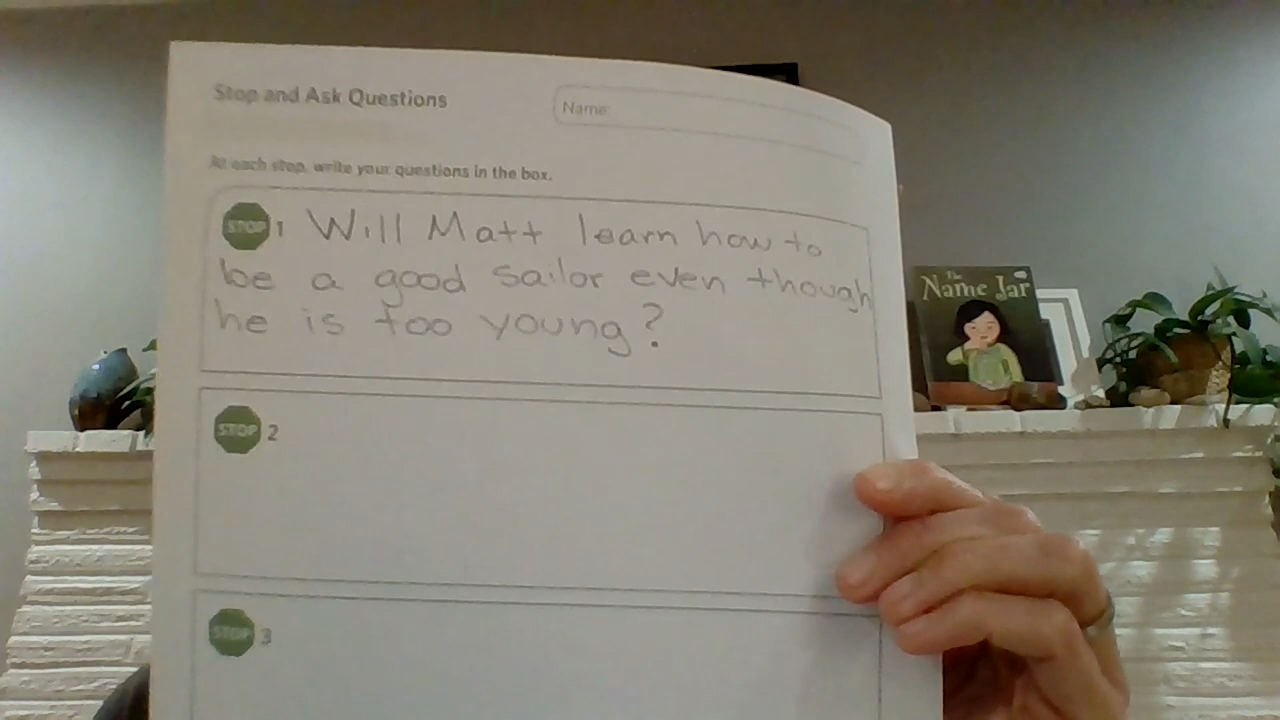 Stop and Ask Questions
Name:
At each stop, write your questions in the box.
STOP 1 Will Matt learn how to
be a good sailor even though
he is too young?
STOP 2
STOP 3
The
Name Jar